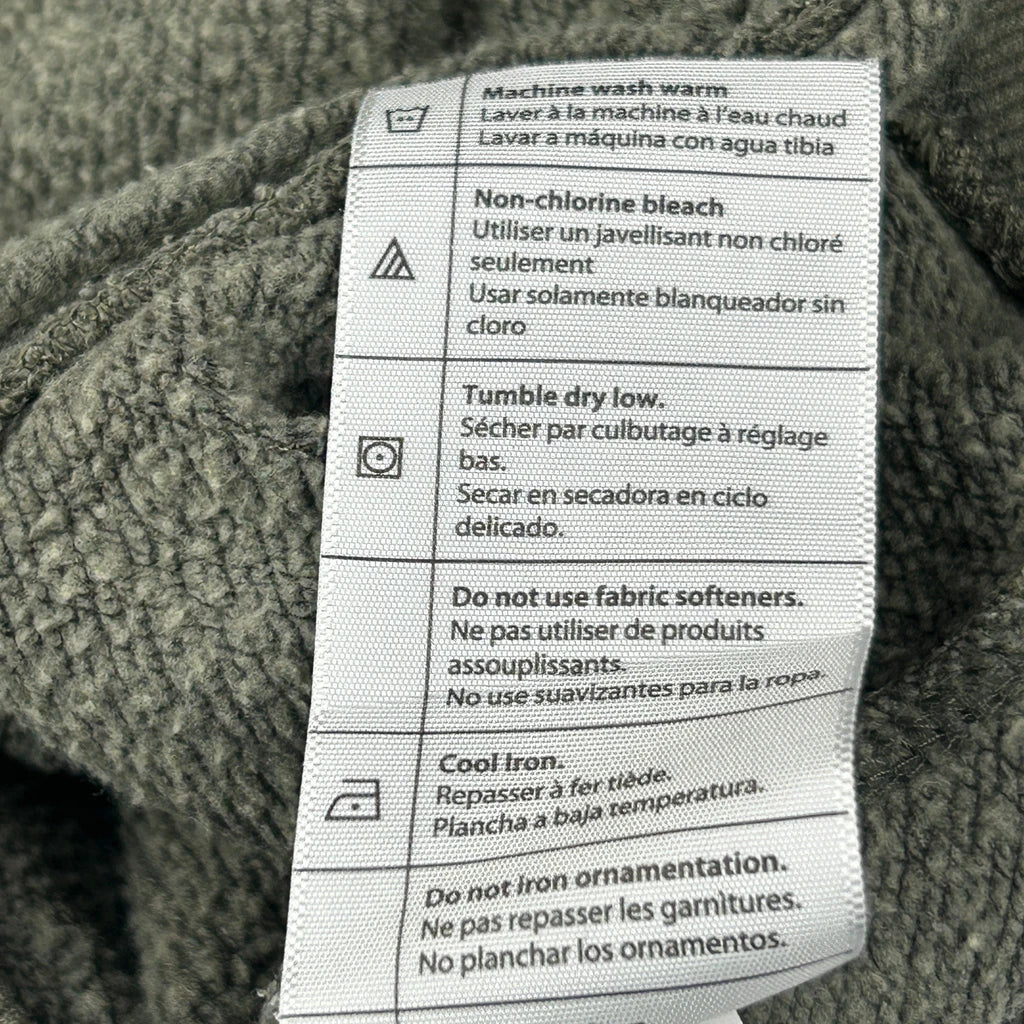 Machine wash warm
Laver à la machine à l'eau chaud
Lavar a máquina con agua tibia
Non-chlorine bleach
Utiliser un javellisant non chloré
seulement
Usar solamente blanqueador sin
cloro
Tumble dry low.
Sécher par culbutage à réglage
bas.
Secar en secadora en ciclo
delicado.
Do not use fabric softeners.
Ne pas utiliser de produits
assouplissants.
No use suavizantes para la ropa.
Cool Iron.
Repasser à fer tiède.
Plancha a baja temperatura.
Do not iron ornamentation.
Ne pas repasser les garnitures.
No planchar los ornamentos.